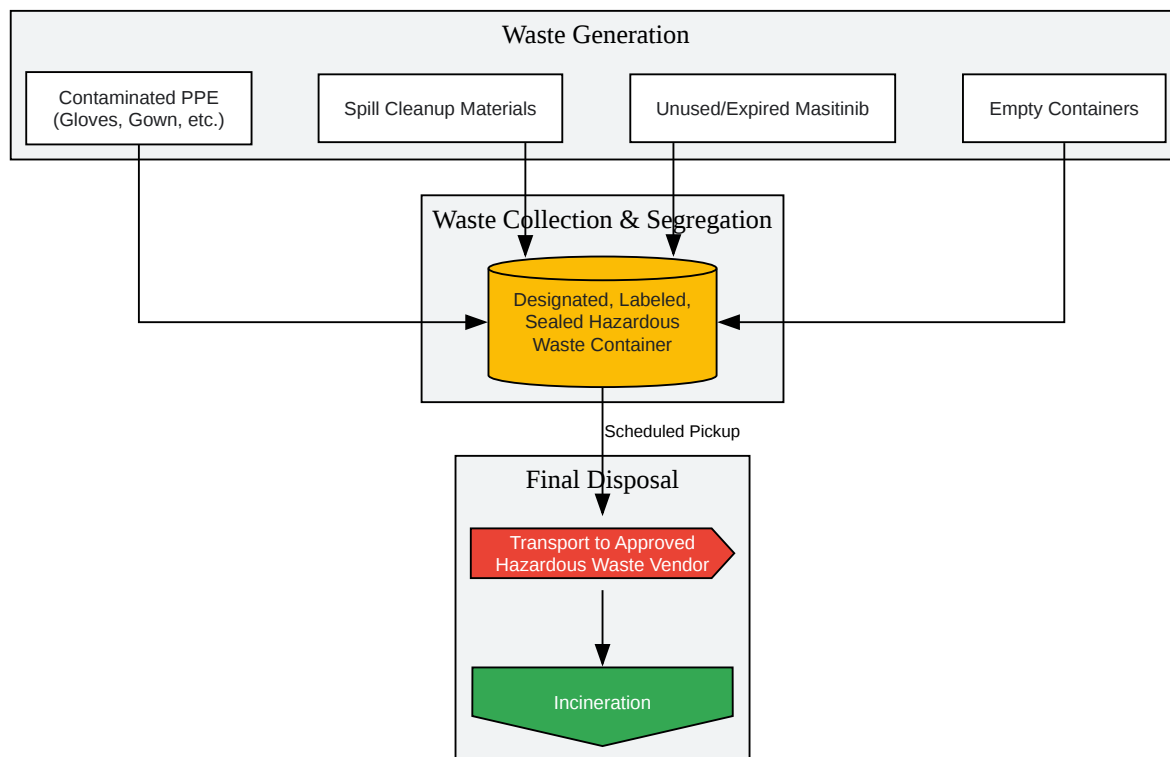 Waste Generation
Contaminated PPE
(Gloves, Gown, etc.)
Spill Cleanup Materials
Unused/Expired Masitinib
Empty Containers
Waste Collection & Segregation
Designated, Labeled,
Sealed Hazardous
Waste Container
Scheduled Pickup
Final Disposal
Transport to Approved
Hazardous Waste Vendor
Incineration